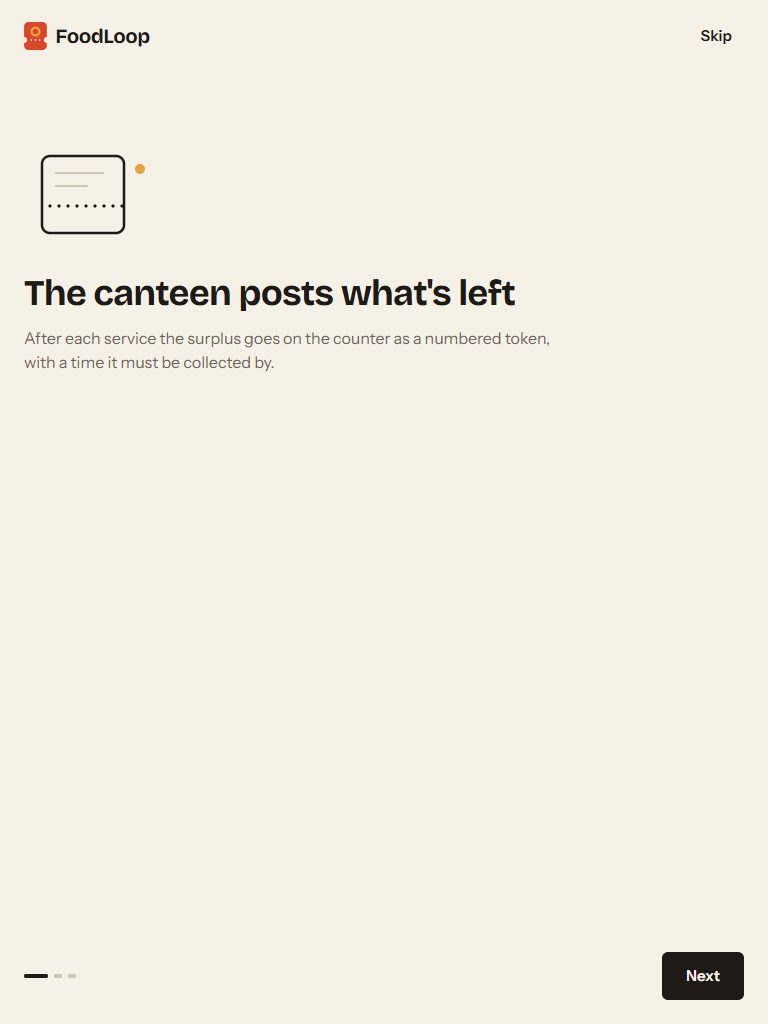 FoodLoop
Skip
The canteen posts what's left
After each service the surplus goes on the counter as a numbered token,
with a time it must be collected by.
Next